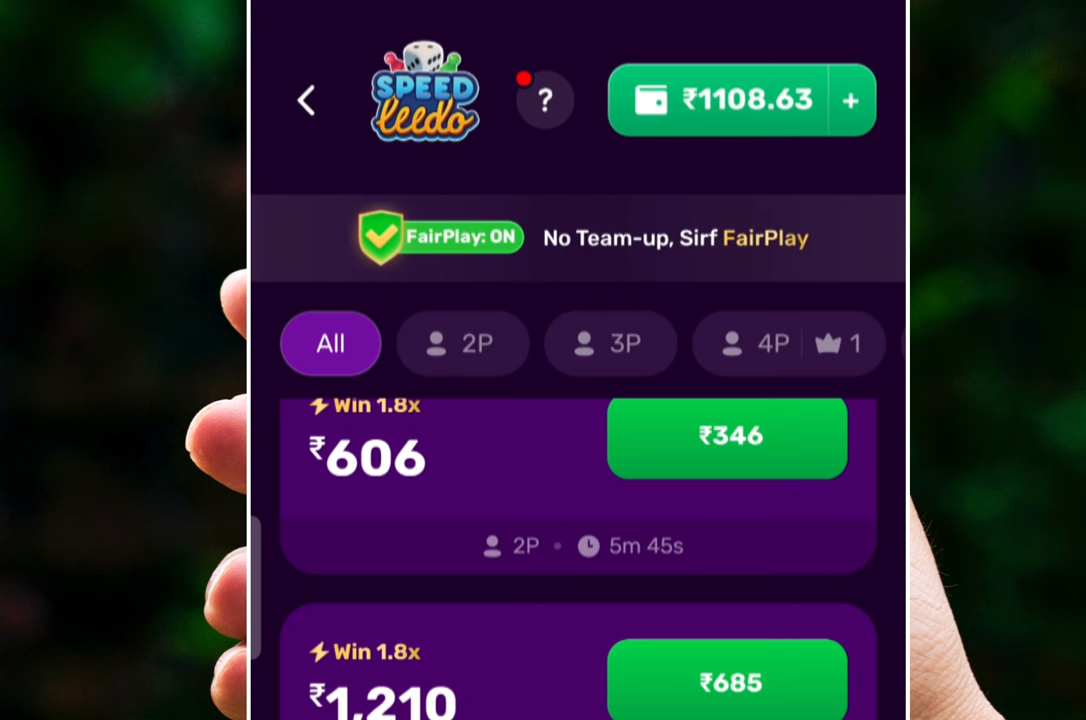 SPEED
Leedo
?
₹1108.63 +
FairPlay: ON
No Team-up, Sirf FairPlay
All
2P
3P
4P
1
Win 1.8x
₹606
₹346
2P • 5m 45s
Win 1.8x
₹1,210
₹685